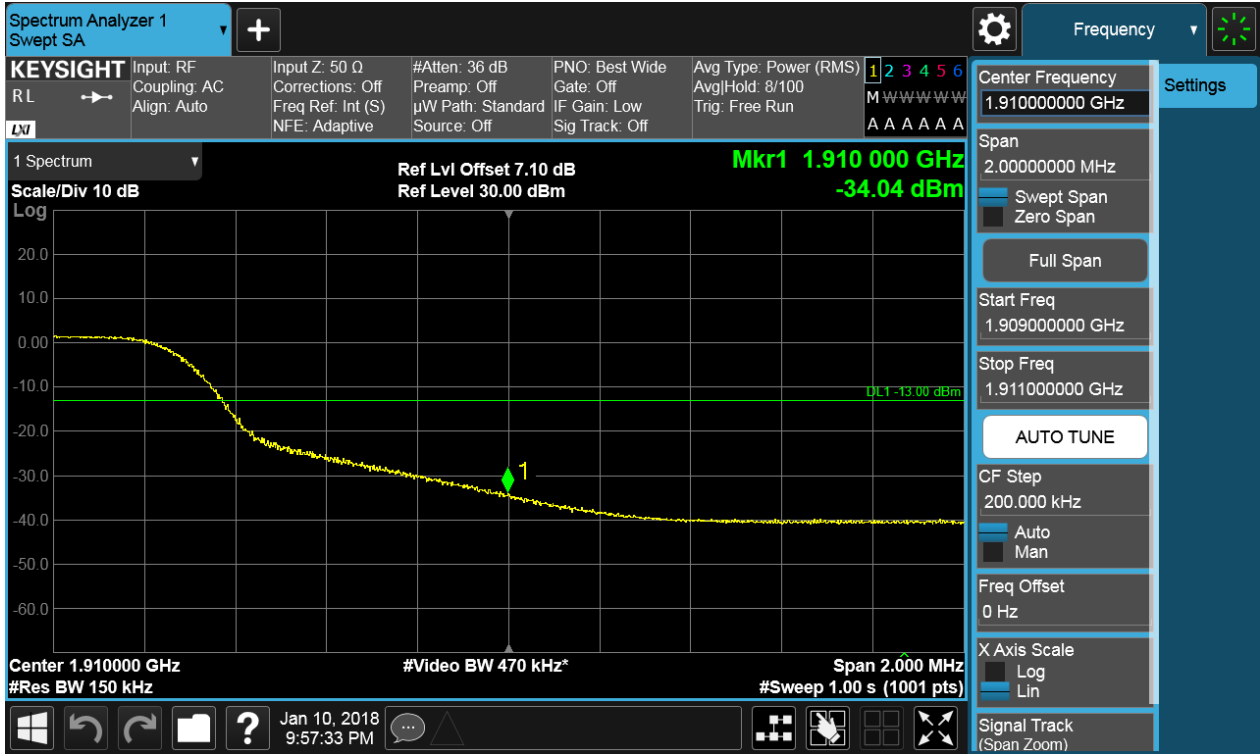 Spectrum Analyzer 1
Swept SA
+
Frequency
KEYSIGHT
RL
LXI
Input: RF
Coupling: AC
Align: Auto
Input Z: 50 Ω
Corrections: Off
Freq Ref: Int (S)
NFE: Adaptive
#Atten: 36 dB
Preamp: Off
µW Path: Standard
Source: Off
PNO: Best Wide
Gate: Off
IF Gain: Low
Sig Track: Off
Avg Type: Power (RMS)
Avg|Hold: 8/100
Trig: Free Run
1 2 3 4 5 6
M W W W W W
A A A A A A
1 Spectrum
Scale/Div 10 dB
Log
Ref Lvl Offset 7.10 dB
Ref Level 30.00 dBm
Mkr1 1.910 000 GHz
-34.04 dBm
20.0
10.0
0.00
-10.0
-20.0
-30.0
-40.0
-50.0
-60.0
DL1 -13.00 dBm
1
Center 1.910000 GHz
#Res BW 150 kHz
#Video BW 470 kHz*
Span 2.000 MHz
#Sweep 1.00 s (1001 pts)
Center Frequency
1.910000000 GHz
Span
2.00000000 MHz
Swept Span
Zero Span
Full Span
Start Freq
1.909000000 GHz
Stop Freq
1.911000000 GHz
AUTO TUNE
CF Step
200.000 kHz
Auto
Man
Freq Offset
0 Hz
X Axis Scale
Log
Lin
Signal Track
(Span Zoom)
Settings
?
Jan 10, 2018
9:57:33 PM